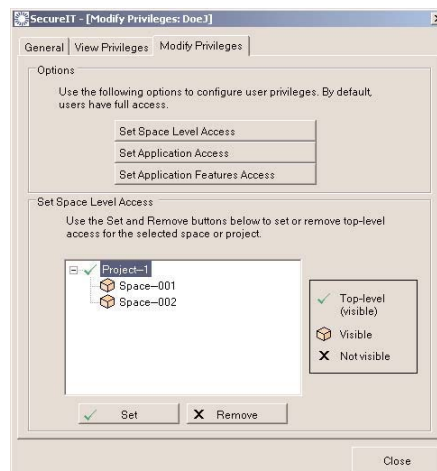 SecureIT - [Modify Privileges: DoeJ]
General View Privileges Modify Privileges
Options
Use the following options to configure user privileges. By default,
users have full access.
Set Space Level Access
Set Application Access
Set Application Features Access
Set Space Level Access
Use the Set and Remove buttons below to set or remove top-level
access for the selected space or project.
Project–1
Space–001
Space–002
Top-level
(visible)
Visible
Not visible
Set Remove
Close